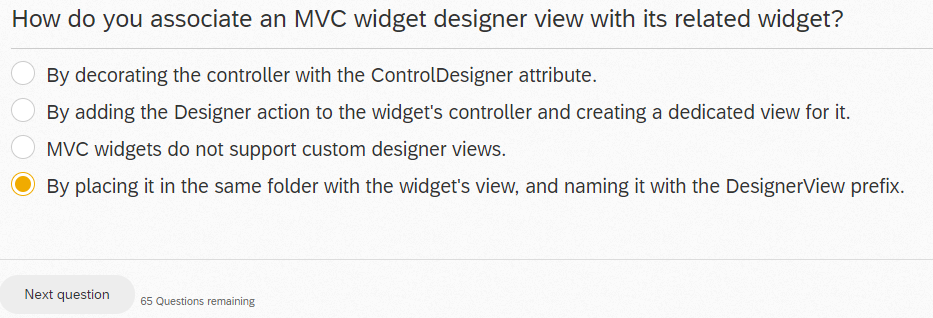 How do you associate an MVC widget designer view with its related widget?
By decorating the controller with the ControlDesigner attribute.
By adding the Designer action to the widget's controller and creating a dedicated view for it.
MVC widgets do not support custom designer views.
By placing it in the same folder with the widget's view, and naming it with the DesignerView prefix.
Next question
65 Questions remaining